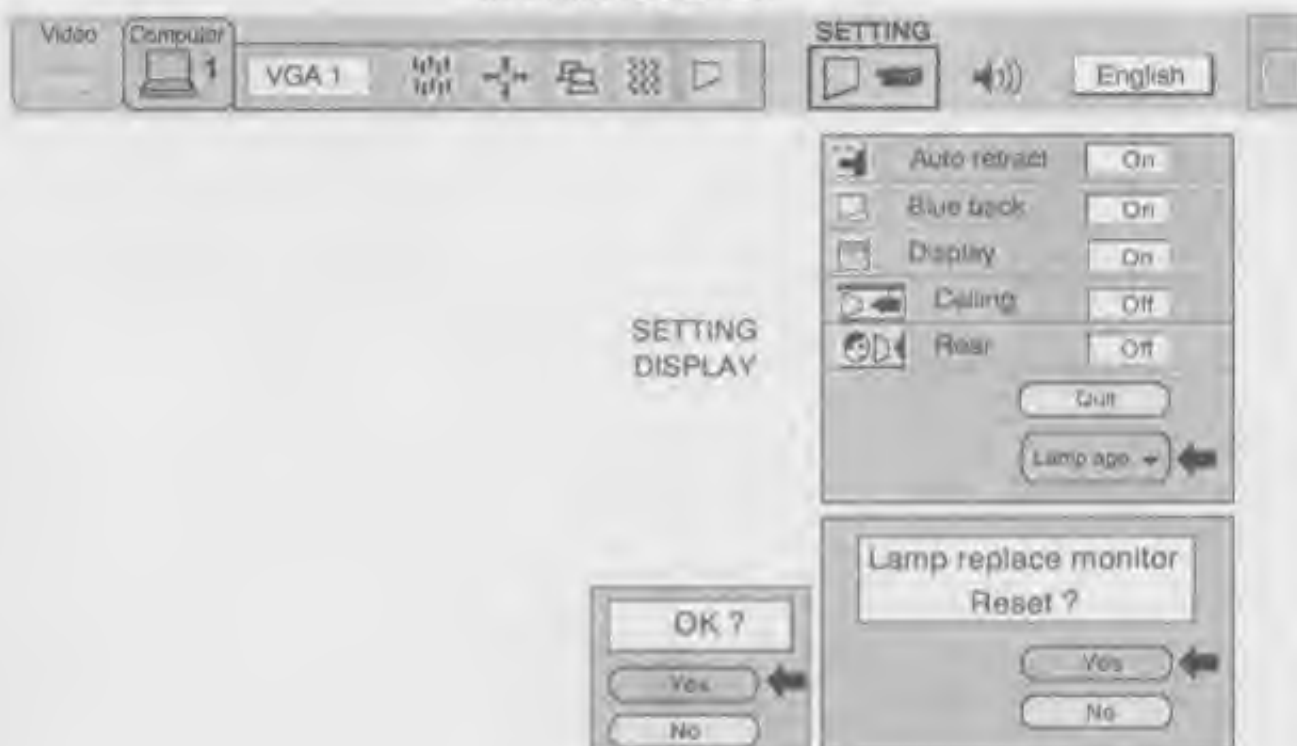 Video Computer SETTING
1 VGA 1 English
Auto retract On
Blue back On
Display On
Ceiling Off
Rear Off
SETTING
DISPLAY
Quit
Lamp age
Lamp replace monitor
Reset ?
OK ?
Yes
No
Yes
No